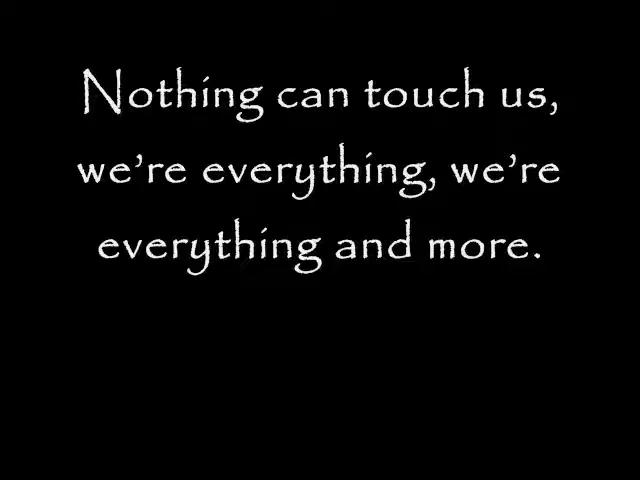 Nothing can touch us,
we’re everything, we’re
everything and more.